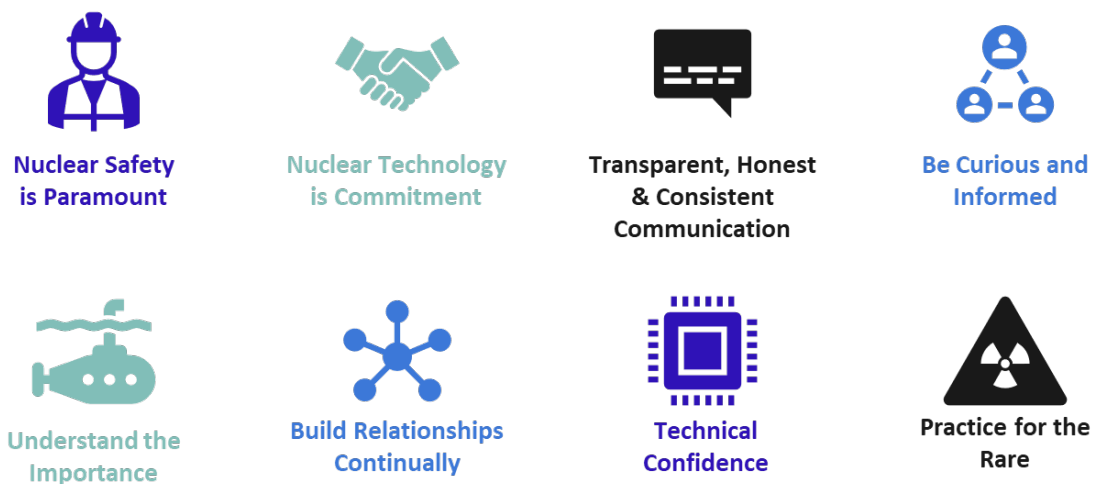 Nuclear Safety
is Paramount
Nuclear Technology
is Commitment
Transparent, Honest
& Consistent
Communication
Be Curious and
Informed
Understand the
Importance
Build Relationships
Continually
Technical
Confidence
Practice for the
Rare